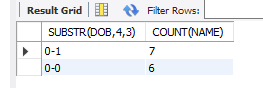 Result Grid Filter Rows:
SUBSTR(DOB,4,3) COUNT(NAME)
0-1 7
0-0 6